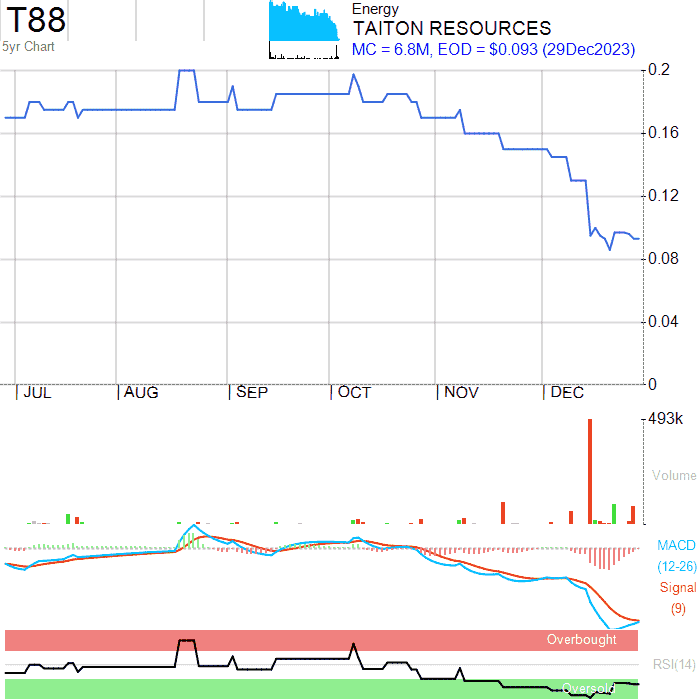 T88
5yr Chart
Energy
TAITON RESOURCES
MC = 6.8M, EOD = $0.093 (29Dec2023)
0.2
0.16
0.12
0.08
0.04
0
JUL AUG SEP OCT NOV DEC
493k
Volume
MACD
(12-26)
Signal
(9)
Overbought
RSI(14)
Oversold